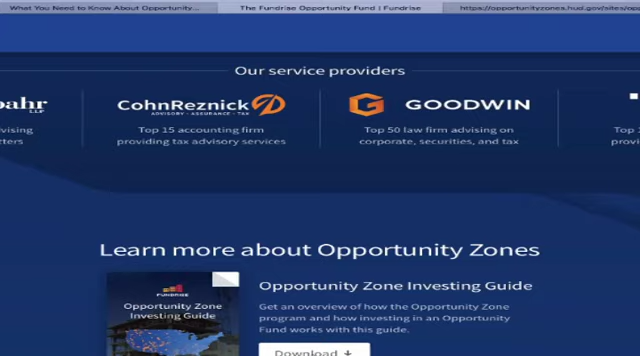 What You Need to Know About Opportunity...
The Fundrise Opportunity Fund | Fundrise
https://opportunityzones.hud.gov/sites/op
Our service providers
CohnReznick
ADVISORY • ASSURANCE • TAX
GOODWIN
LLP
Top 15 accounting firm
providing tax advisory services
Top 50 law firm advising on
corporate, securities, and tax
Learn more about Opportunity Zones
FUNDRISE
Opportunity Zone
Investing Guide
Opportunity Zone Investing Guide
Get an overview of how the Opportunity Zone
program and how investing in an Opportunity
Fund works with this guide.
Download